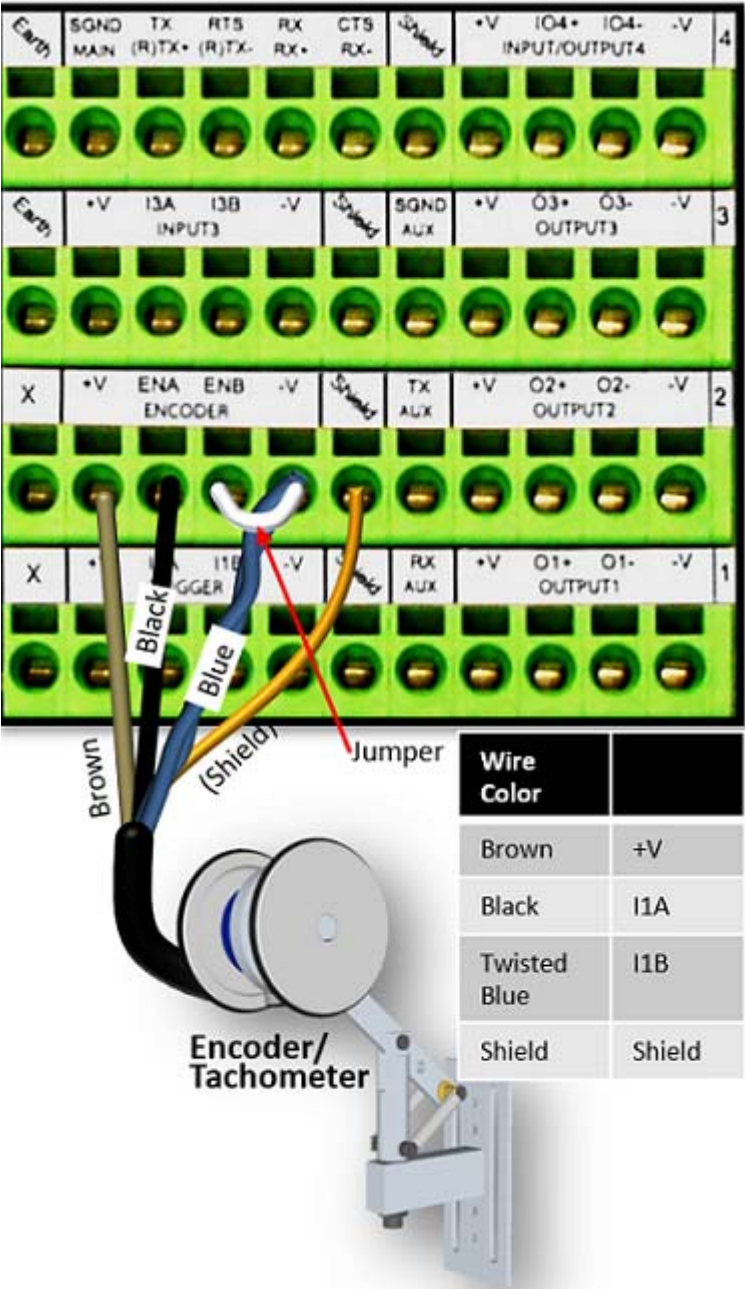 Earth SGND TX RTS RX CTS Shield +V IO4+ IO4- -V 4
MAIN (R)TX+ (R)TX- RX+ RX- INPUT/OUTPUT4
Earth +V I3A I3B -V Shield SGND +V O3+ O3- -V 3
INPUT3 AUX OUTPUT3
X +V ENA ENB -V Shield TX +V O2+ O2- -V 2
ENCODER AUX OUTPUT2
X -V Shield RX +V O1+ O1- -V 1
GGER AUX OUTPUT1
Black
Blue
Brown
(Shield)
Jumper
Wire
Color
Brown +V
Black I1A
Twisted I1B
Blue
Shield Shield
Encoder/
Tachometer